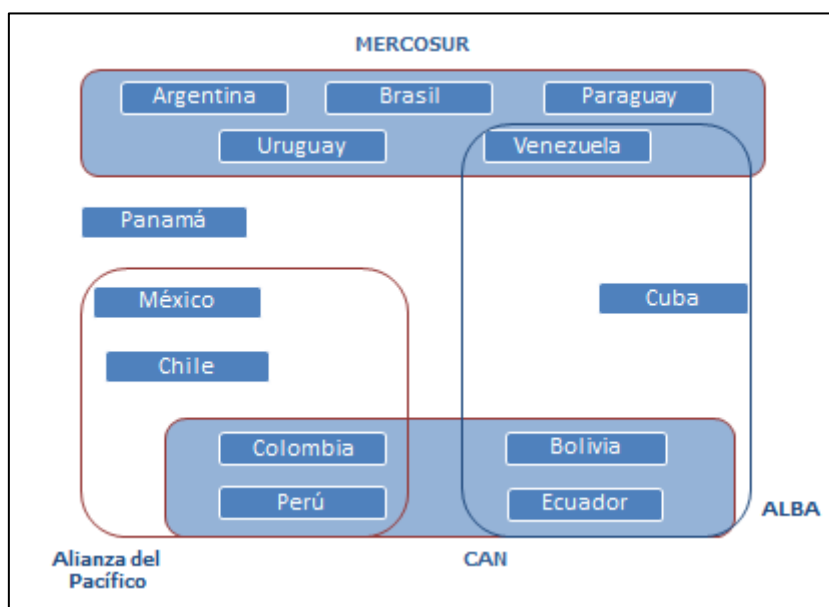 MERCOSUR
Argentina Brasil Paraguay
Uruguay Venezuela
Panamá
México Cuba
Chile
Colombia Bolivia
Perú Ecuador
ALBA
Alianza del CAN
Pacífico